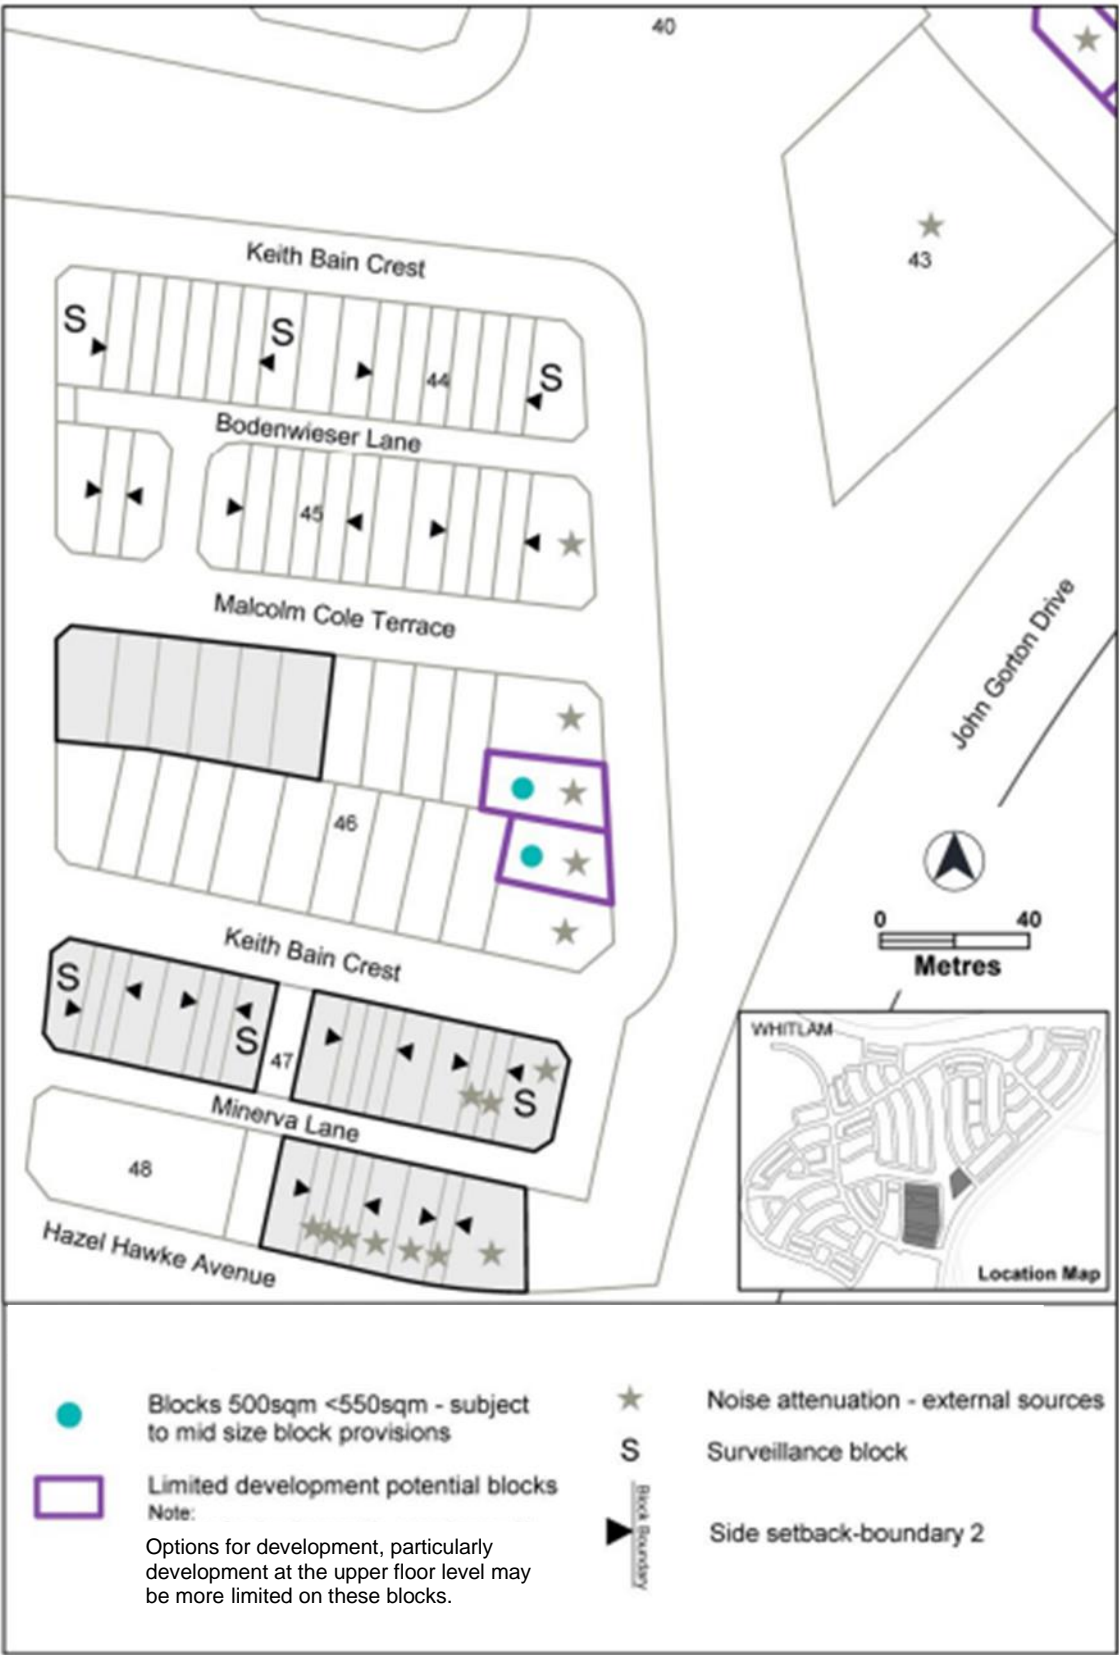 40
43
Keith Bain Crest
S
S
44
S
Bodenwieser Lane
45
Malcolm Cole Terrace
John Gorton Drive
46
0 40
Metres
Keith Bain Crest
S
S
47
S
Minerva Lane
48
Hazel Hawke Avenue
WHITLAM
Location Map
Blocks 500sqm <550sqm - subject
to mid size block provisions
Limited development potential blocks
Note:
Options for development, particularly
development at the upper floor level may
be more limited on these blocks.
Noise attenuation - external sources
S Surveillance block
Block Boundary
Side setback-boundary 2